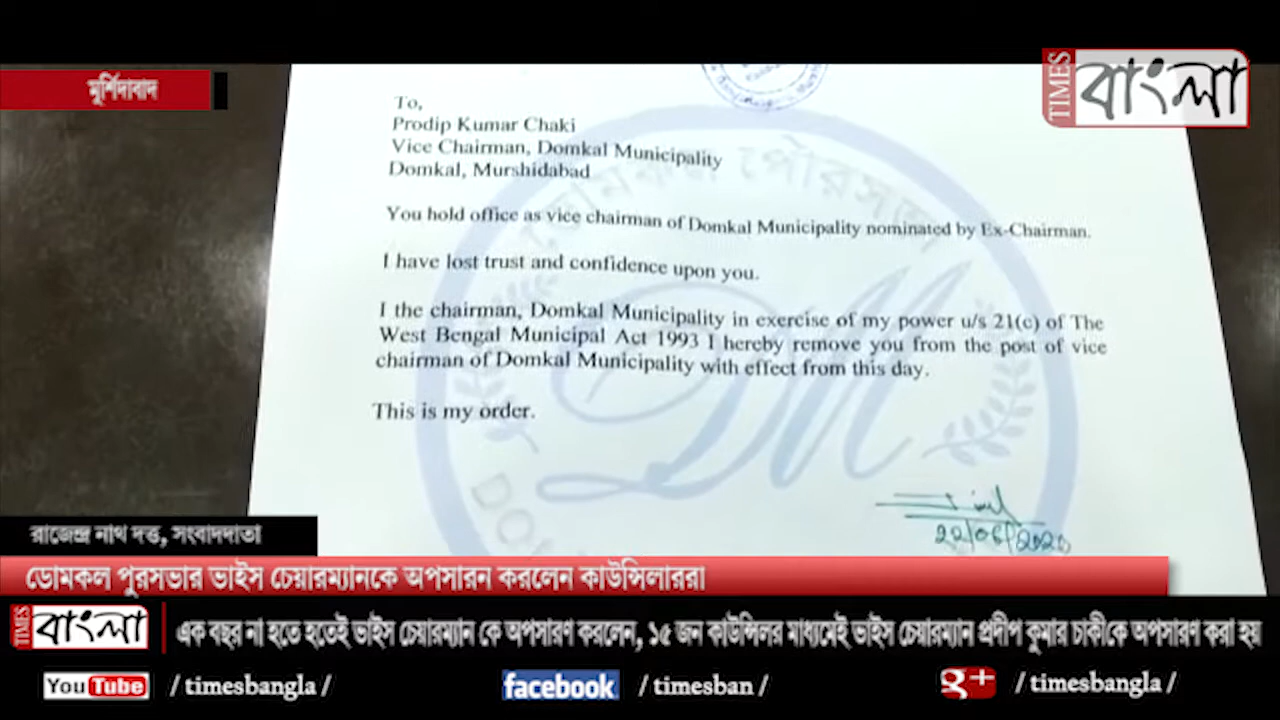 মুর্শিদাবাদ
TIMES বাংলা
To,
Prodip Kumar Chaki
Vice Chairman, Domkal Municipality
Domkal, Murshidabad
You hold office as vice chairman of Domkal Municipality nominated by Ex-Chairman.
I have lost trust and confidence upon you.
I the chairman, Domkal Municipality in exercise of my power u/s 21(c) of The
West Bengal Municipal Act 1993 I hereby remove you from the post of vice
chairman of Domkal Municipality with effect from this day.
This is my order.
22/06/2020
রাজেন্দ্র নাথ দত্ত, সংবাদদাতা
ডোমকল পুরসভার ভাইস চেয়ারম্যানকে অপসারন করলেন কাউন্সিলাররা
TIMES বাংলা
এক বছর না হতে হতেই ভাইস চেয়ারম্যান কে অপসারণ করলেন, ১৫ জন কাউন্সিলর মাধ্যমেই ভাইস চেয়ারম্যান প্রদীপ কুমার চাকীকে অপসারণ করা হয়
YouTube /timesbangla/
facebook /timesban/
g+ /timesbangla/